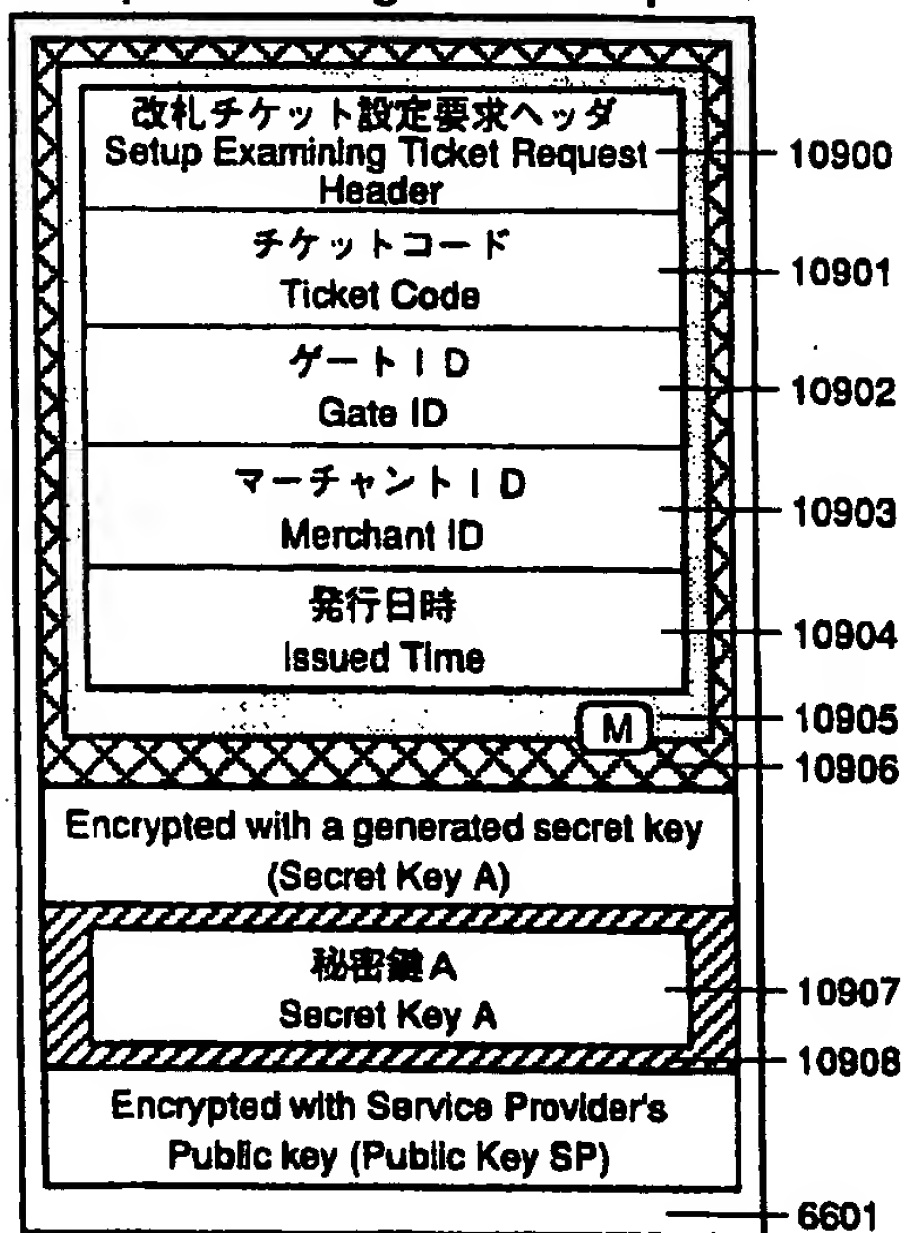 改札チケット設定要求ヘッダ
Setup Examining Ticket Request
Header
10900
チケットコード
Ticket Code
10901
ゲートID
Gate ID
10902
マーチャントID
Merchant ID
10903
発行日時
Issued Time
10904
M
10905
10906
Encrypted with a generated secret key
(Secret Key A)
秘密鍵A
Secret Key A
10907
10908
Encrypted with Service Provider's
Public key (Public Key SP)
6601